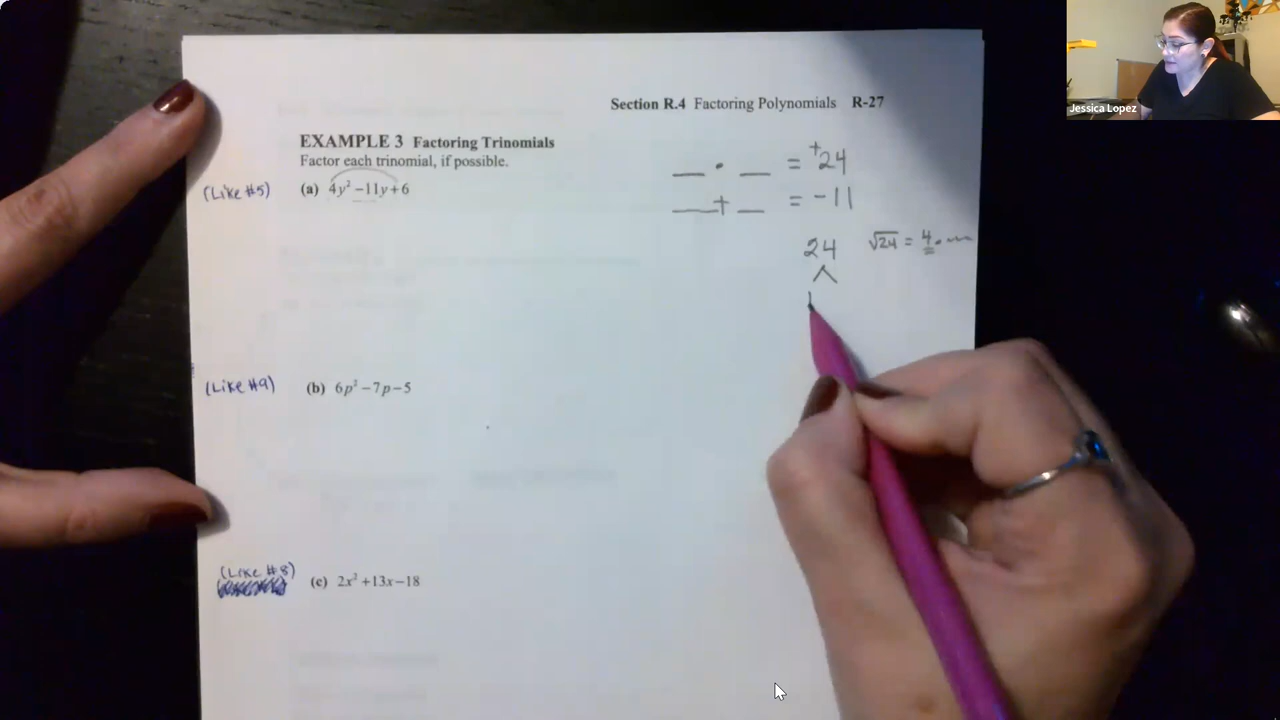 Jessica Lopez
Section R.4 Factoring Polynomials R-27
EXAMPLE 3 Factoring Trinomials
Factor each trinomial, if possible.
(Like #5) (a) 4y² −11y+6
__ · __ = +24
__ + __ = −11
24 √24 = 4.
(Like #9) (b) 6p² −7p−5
(Like #8)
(c) 2x² +13x−18